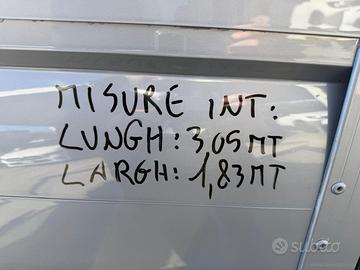 MISURE INT:
LUNGH: 3,05 MT
LARGH: 1,83 MT
subito